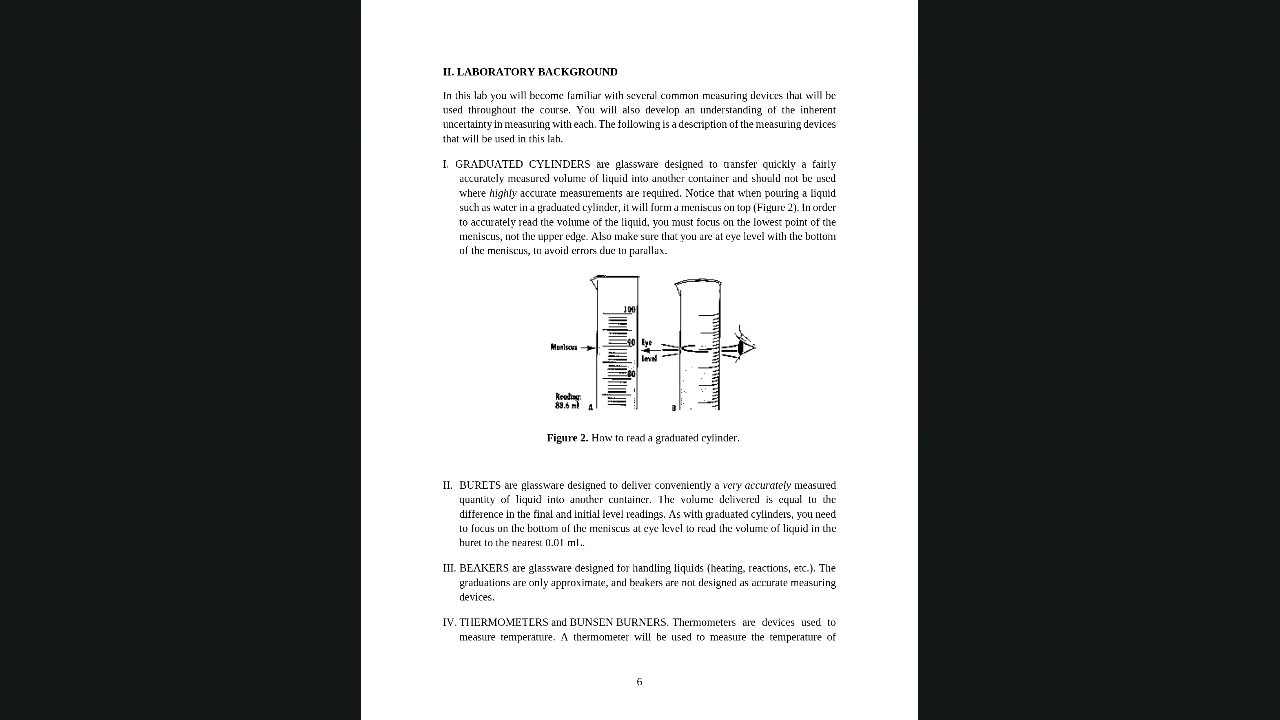 II. LABORATORY BACKGROUND
In this lab you will become familiar with several common measuring devices that will be
used throughout the course. You will also develop an understanding of the inherent
uncertainty in measuring with each. The following is a description of the measuring devices
that will be used in this lab.
I. GRADUATED CYLINDERS are glassware designed to transfer quickly a fairly
accurately measured volume of liquid into another container and should not be used
where highly accurate measurements are required. Notice that when pouring a liquid
such as water in a graduated cylinder, it will form a meniscus on top (Figure 2). In order
to accurately read the volume of the liquid, you must focus on the lowest point of the
meniscus, not the upper edge. Also make sure that you are at eye level with the bottom
of the meniscus, to avoid errors due to parallax.
100
90
Eye
Meniscus
level
80
Reading:
88.6 ml
A
B
Figure 2. How to read a graduated cylinder.
II. BURETS are glassware designed to deliver conveniently a very accurately measured
quantity of liquid into another container. The volume delivered is equal to the
difference in the final and initial level readings. As with graduated cylinders, you need
to focus on the bottom of the meniscus at eye level to read the volume of liquid in the
buret to the nearest 0.01 mL.
III. BEAKERS are glassware designed for handling liquids (heating, reactions, etc.). The
graduations are only approximate, and beakers are not designed as accurate measuring
devices.
IV. THERMOMETERS and BUNSEN BURNERS. Thermometers are devices used to
measure temperature. A thermometer will be used to measure the temperature of
6